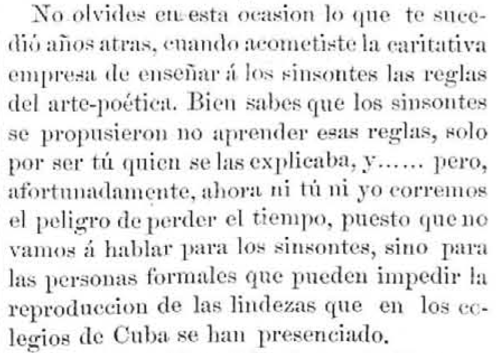 No olvides en esta ocasion lo que te suce-
dió años atras, cuando acometiste la caritativa
empresa de enseñar á los sinsontes las reglas
del arte-poética. Bien sabes que los sinsontes
se propusieron no aprender esas reglas, solo
por ser tú quien se las explicaba, y...... pero,
afortunadamente, ahora ni tú ni yo corremos
el peligro de perder el tiempo, puesto que no
vamos á hablar para los sinsontes, sino para
las personas formales que pueden impedir la
reproduccion de las lindezas que en los co-
legios de Cuba se han presenciado.